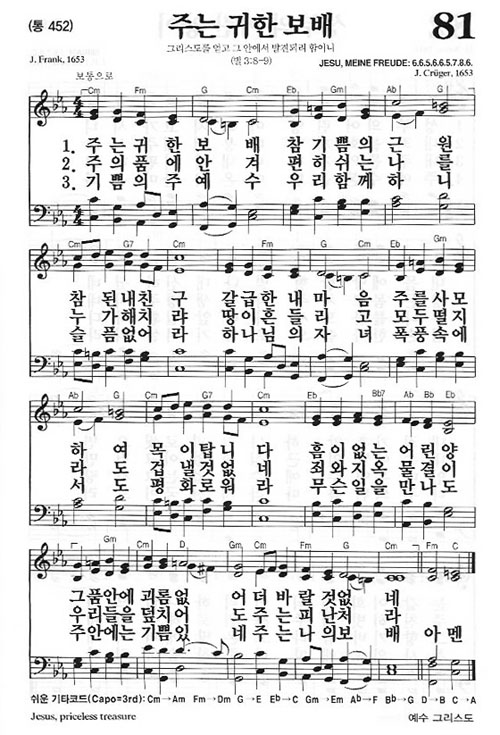 (통 452)
주는 귀한 보배
81
그리스도를 얻고 그 안에서 발견되려 함이니
(빌 3:8-9)
J. Frank, 1653
JESU, MEINE FREUDE: 6.6.5.6.6.5.7.8.6.
J. Crüger, 1653
보통으로
Cm Fm G Cm Fm G Cm
1. 주는귀 한보 배 참기쁨의근 원
2. 주의품 에안 겨 편히쉬는나 를
3. 기쁨의주예 수 우리함께하 니
Cm G7 Cm Fm G Cm Eb Gm
참 된내친 구 갈급한내마 음 주를사모
누 가해치 랴 땅이흔들 모두떨지
슬 픔없어 라 하나님의자 녀 폭풍속에
Ab G Cm Eb Bb7 Ab Bb Eb
하 여 목이탑니 다 흠이없는어린양
라 도 겁낼것없 네 죄와지옥물결이
서 도 평화로워 라 무슨일을만나도
Gm Cm D Gm Cm Fm G Cm Fm C
그품안에 괴롬없 어더바랄것없 네
우리들을 덮치어 도주는피난처 라
주안에는 기쁨있 네주는나의보 배 아멘
쉬운 기타코드(Capo=3rd): Cm→Am Fm→Dm G→E Eb→C Gm→Em Ab→F Bb→G D→B C→A
Jesus, priceless treasure
예수 그리스도